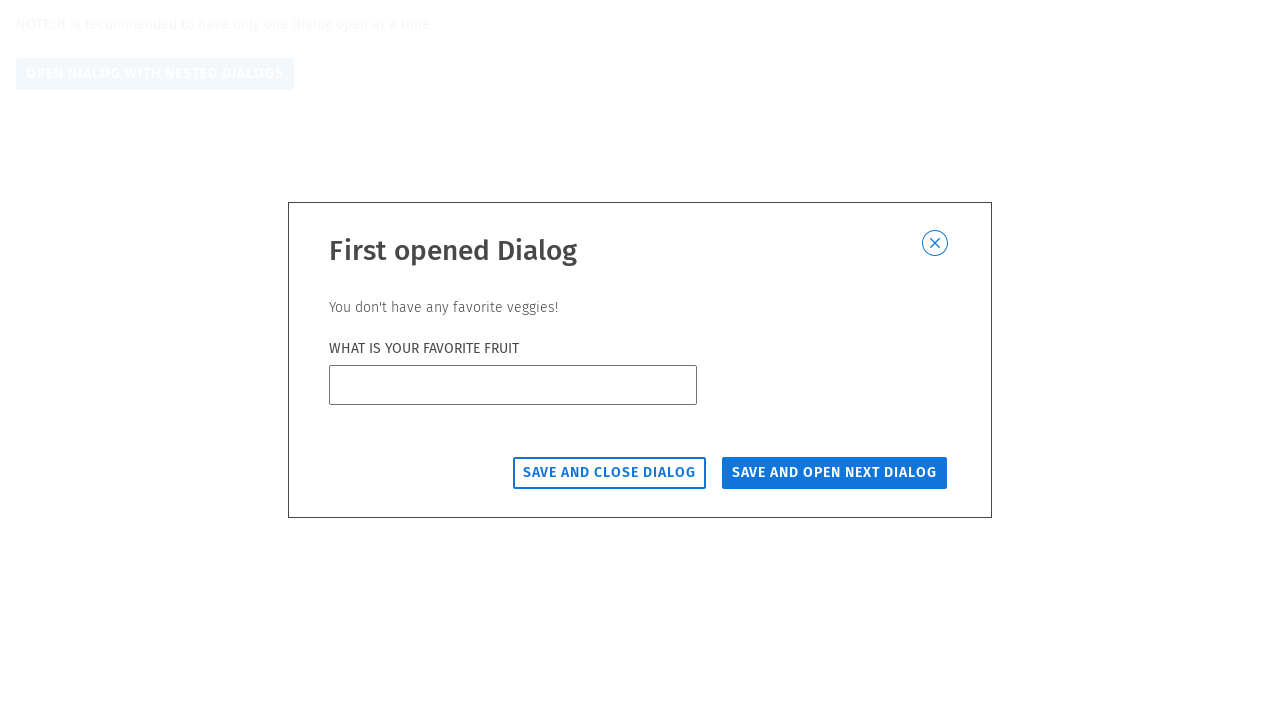 NOTE: It is recommended to have only one Dialog open at a time.
OPEN DIALOG WITH NESTED DIALOGS
First opened Dialog
You don't have any favorite veggies!
WHAT IS YOUR FAVORITE FRUIT
SAVE AND CLOSE DIALOG
SAVE AND OPEN NEXT DIALOG